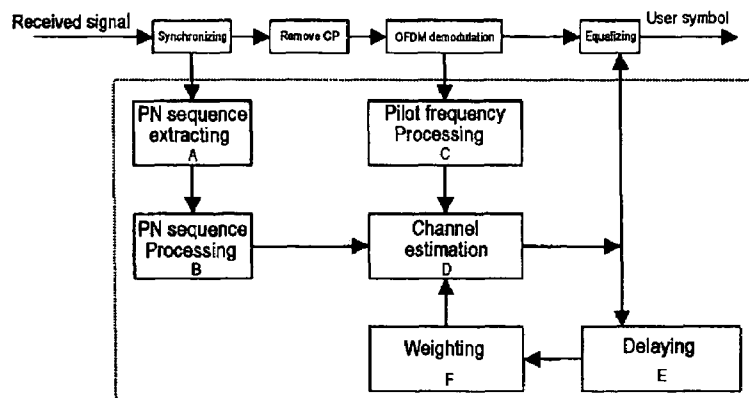 Received signal
Synchronizing
Remove CP
OFDM demodutation
Equalizing
User symbol
PN sequence
extracting
A
Pilot frequency
Processing
C
PN sequence
Processing
B
Channel
estimation
D
Weighting
F
Delaying
E